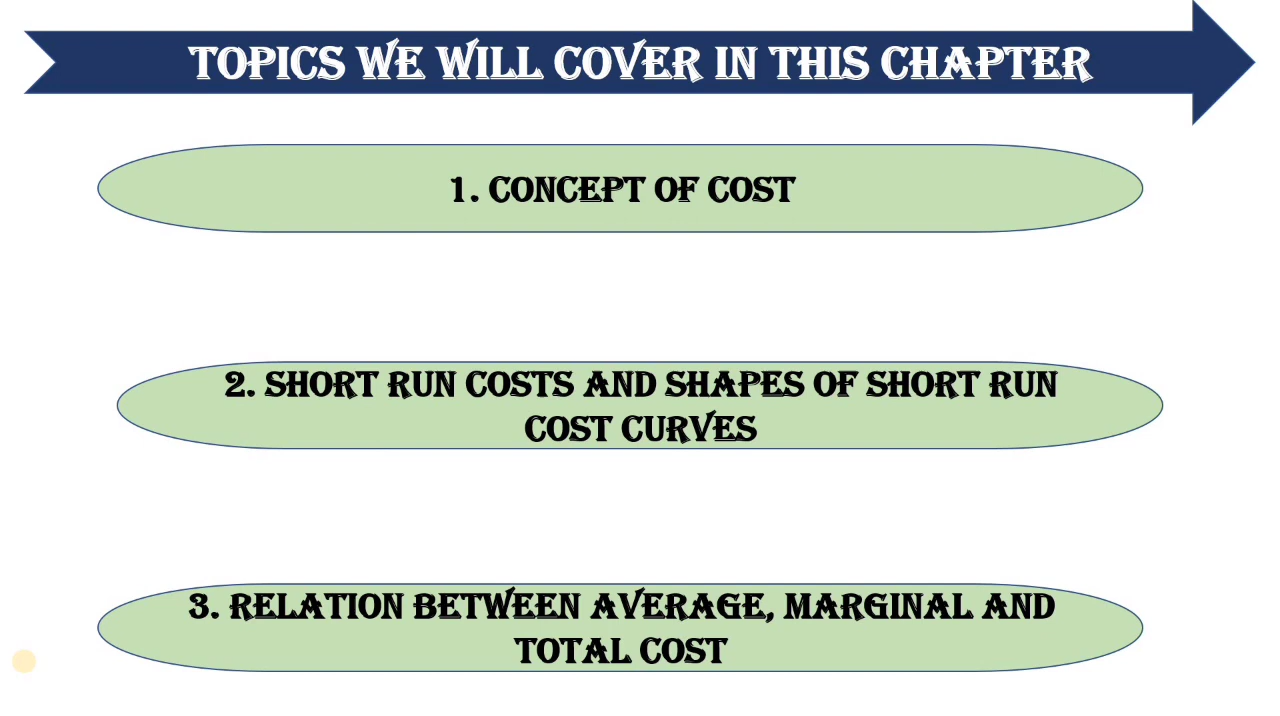 TOPICS WE WILL COVER IN THIS CHAPTER
1. CONCEPT OF COST
2. SHORT RUN COSTS AND SHAPES OF SHORT RUN
COST CURVES
3. RELATION BETWEEN AVERAGE, MARGINAL AND
TOTAL COST